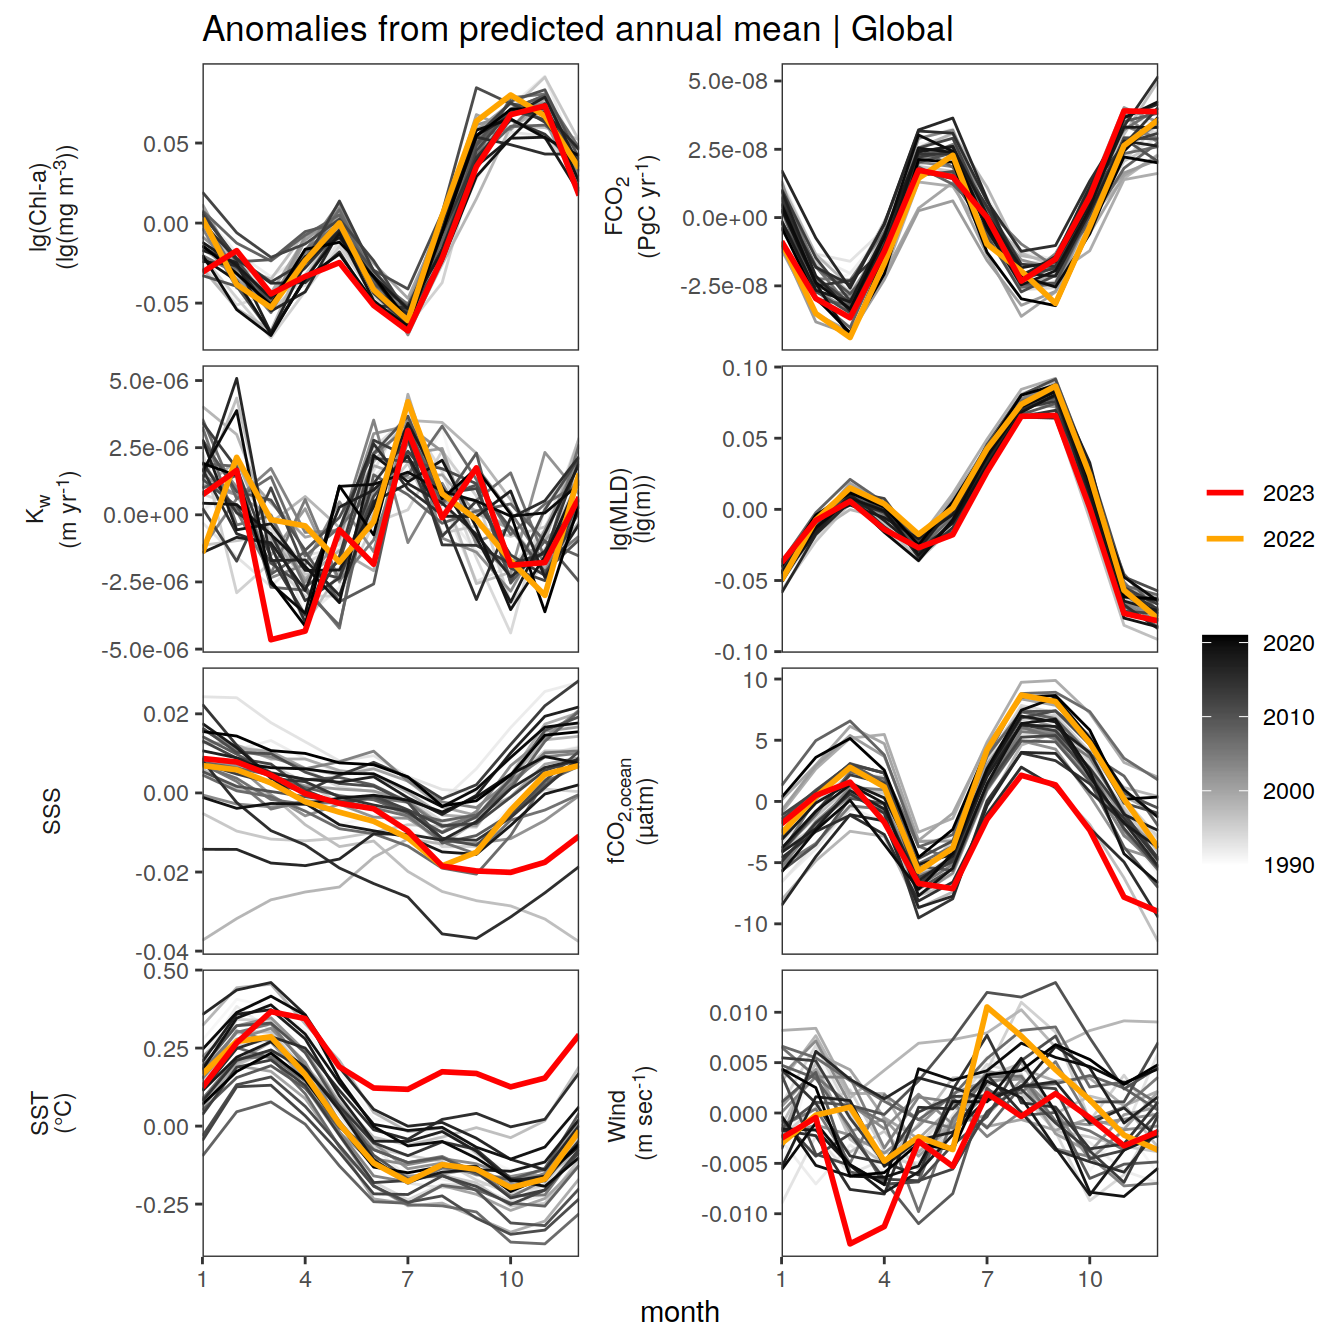 Anomalies from predicted annual mean | Global
lg(Chl-a)
(lg(mg m-3))
0.05
0.00
-0.05
FCO2
(PgC yr-1)
5.0e-08
2.5e-08
0.0e+00
-2.5e-08
Kw
(m yr-1)
5.0e-06
2.5e-06
0.0e+00
-2.5e-06
-5.0e-06
lg(MLD)
(lg(m))
0.10
0.05
0.00
-0.05
-0.10
SSS
0.02
0.00
-0.02
-0.04
fCO2,ocean
(µatm)
10
5
0
-5
-10
SST
(°C)
0.50
0.25
0.00
-0.25
1 4 7 10
Wind
(m sec-1)
0.010
0.005
0.000
-0.005
-0.010
1 4 7 10
month
2023
2022
2020
2010
2000
1990